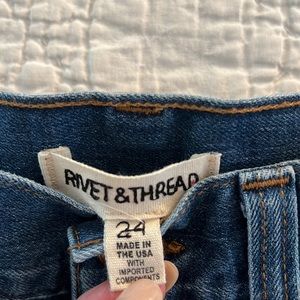 RIVET & THREAD
24
MADE IN
THE USA
WITH
IMPORTED
COMPONENTS